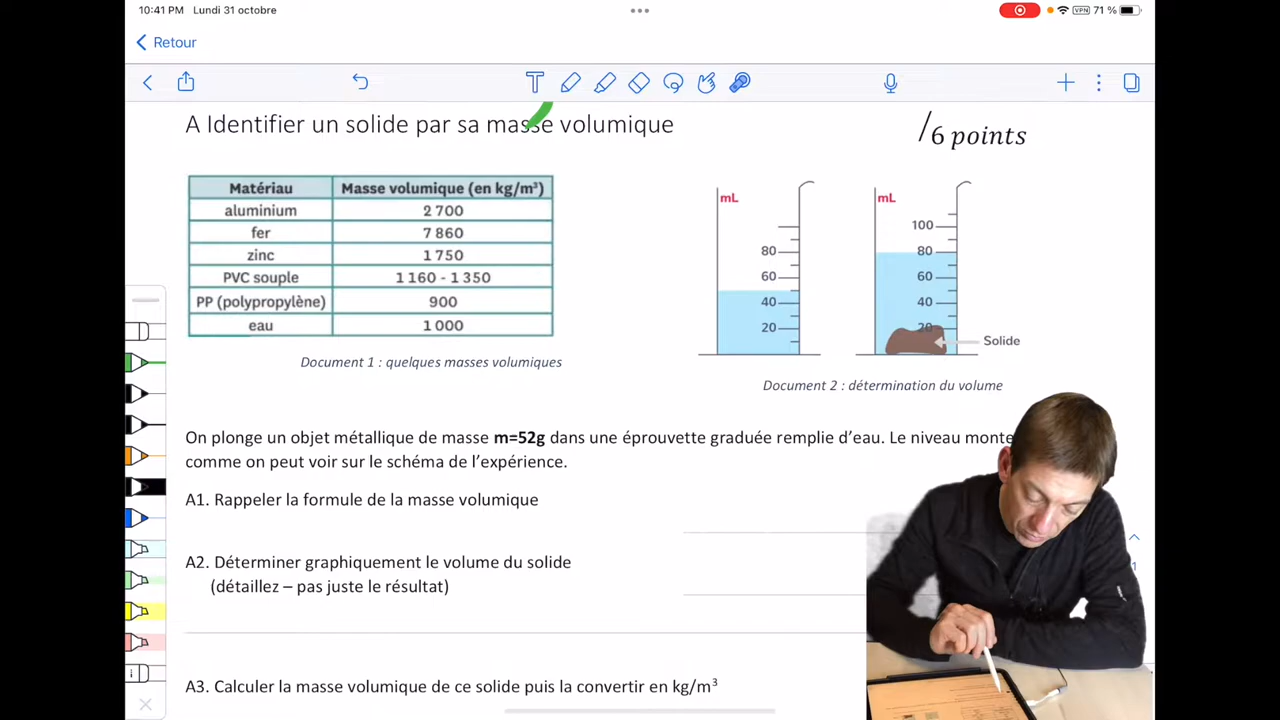 10:41 PM Lundi 31 octobre
VPN 71 %
Retour
A Identifier un solide par sa masse volumique
/6 points
Matériau Masse volumique (en kg/m³)
aluminium 2 700
fer 7 860
zinc 1 750
PVC souple 1 160 - 1 350
PP (polypropylène) 900
eau 1 000
Document 1 : quelques masses volumiques
mL
80
60
40
20
mL
100
80
60
40
20
Solide
Document 2 : détermination du volume
On plonge un objet métallique de masse m=52g dans une éprouvette graduée remplie d'eau. Le niveau monte
comme on peut voir sur le schéma de l'expérience.
A1. Rappeler la formule de la masse volumique
A2. Déterminer graphiquement le volume du solide
(détaillez – pas juste le résultat)
1
A3. Calculer la masse volumique de ce solide puis la convertir en kg/m³